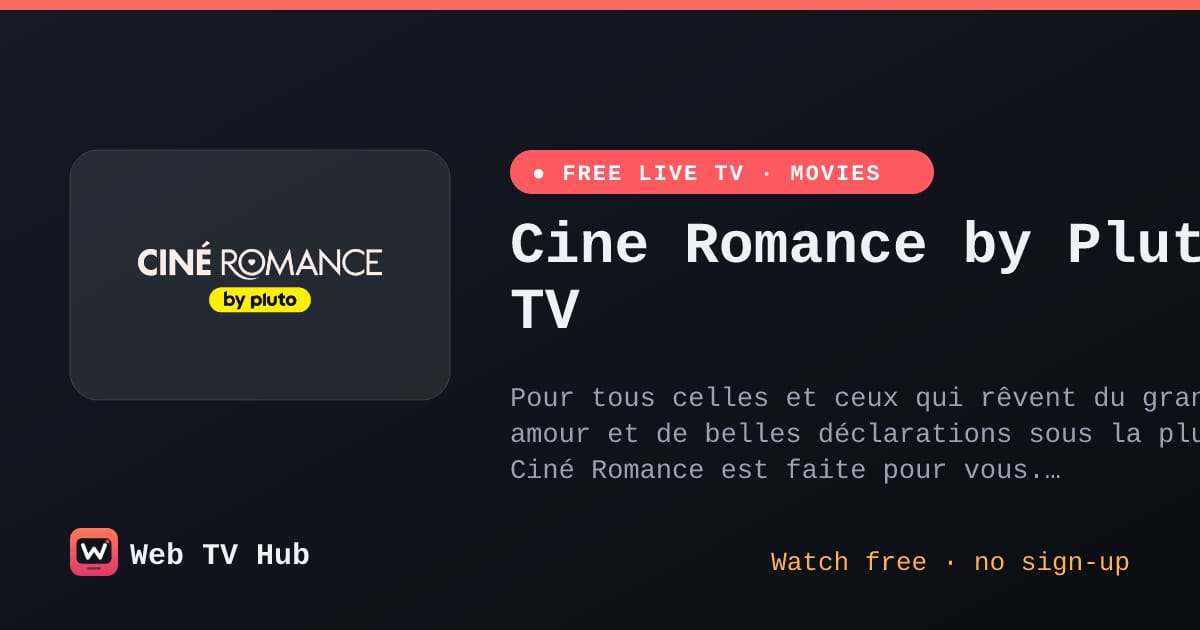 CINÉ ROMANCE
by pluto
FREE LIVE TV · MOVIES
Cine Romance by Plut
TV
Pour tous celles et ceux qui rêvent du gran
amour et de belles déclarations sous la plu
Ciné Romance est faite pour vous.…
Web TV Hub
Watch free · no sign-up